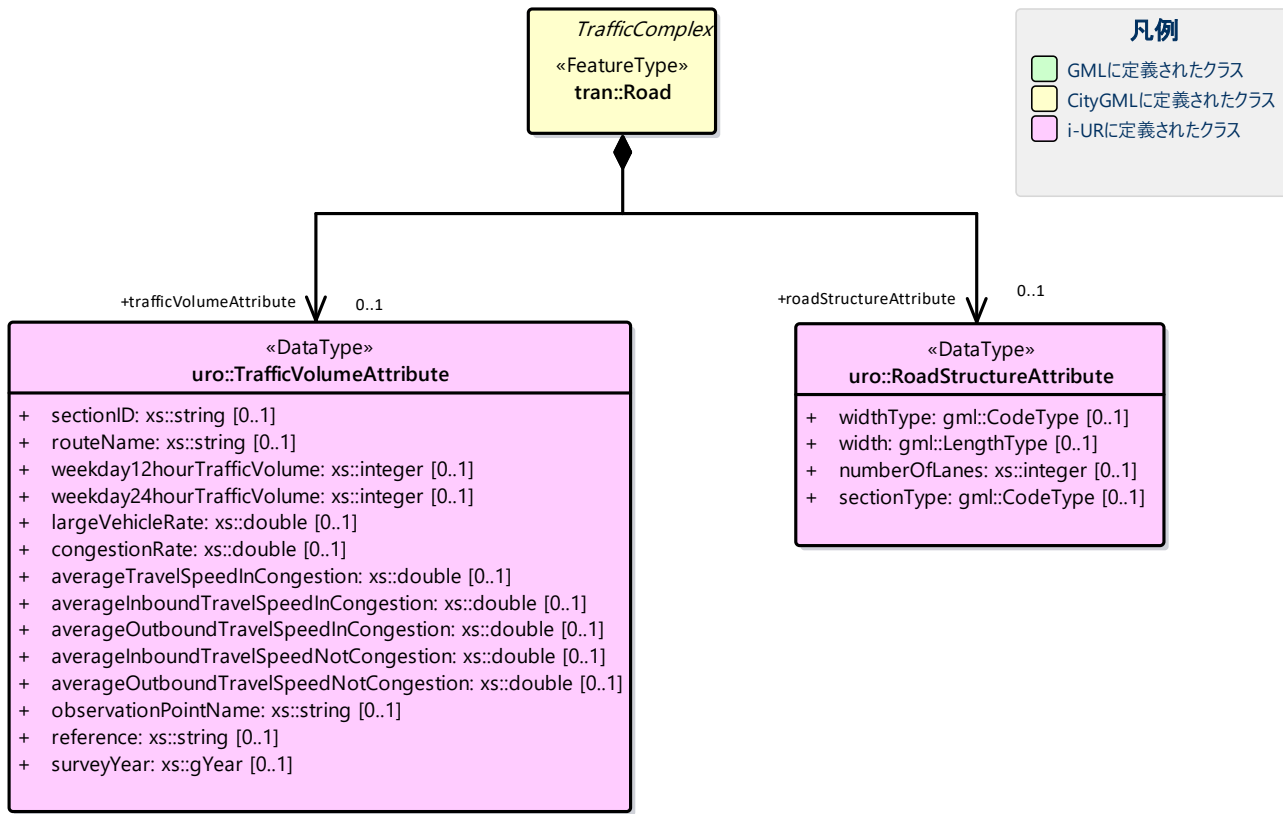 TrafficComplex
«FeatureType»
tran::Road
凡例
GMLに定義されたクラス
CityGMLに定義されたクラス
i-URに定義されたクラス
+trafficVolumeAttribute
0..1
+roadStructureAttribute
0..1
«DataType»
uro::TrafficVolumeAttribute
+ sectionID: xs::string [0..1]
+ routeName: xs::string [0..1]
+ weekday12hourTrafficVolume: xs::integer [0..1]
+ weekday24hourTrafficVolume: xs::integer [0..1]
+ largeVehicleRate: xs::double [0..1]
+ congestionRate: xs::double [0..1]
+ averageTravelSpeedInCongestion: xs::double [0..1]
+ averageInboundTravelSpeedInCongestion: xs::double [0..1]
+ averageOutboundTravelSpeedInCongestion: xs::double [0..1]
+ averageInboundTravelSpeedNotCongestion: xs::double [0..1]
+ averageOutboundTravelSpeedNotCongestion: xs::double [0..1]
+ observationPointName: xs::string [0..1]
+ reference: xs::string [0..1]
+ surveyYear: xs::gYear [0..1]
«DataType»
uro::RoadStructureAttribute
+ widthType: gml::CodeType [0..1]
+ width: gml::LengthType [0..1]
+ numberOfLanes: xs::integer [0..1]
+ sectionType: gml::CodeType [0..1]